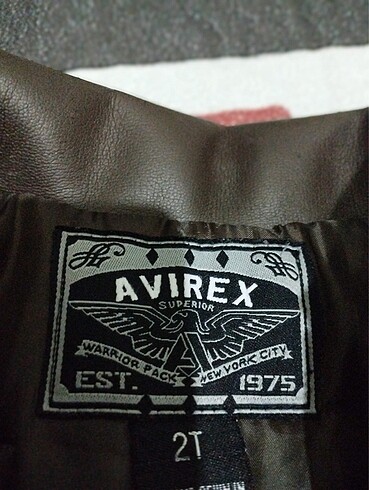 AVIREX
SUPERIOR
WARRIOR PACK NEW YORK CITY
EST. 1975
2T